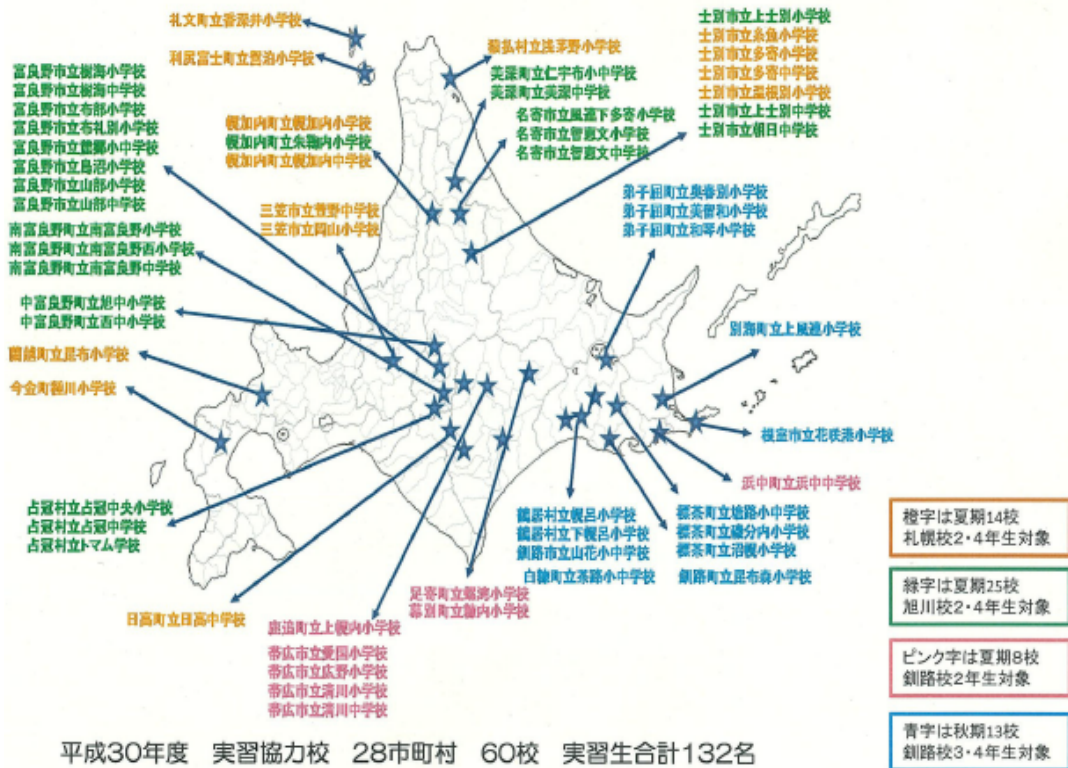 礼文町立香深井小学校
利尻富士町立鴛泊小学校
猿払村立浅茅野小学校
美深町立仁宇布小中学校
美深町立美深中学校
名寄市立風連下多寄小学校
名寄市立智恵文小学校
名寄市立智恵文中学校
士別市立上士別小学校
士別市立糸魚小学校
士別市立多寄小学校
士別市立多寄中学校
士別市立温根別小学校
士別市立上士別中学校
士別市立朝日中学校
富良野市立樹海小学校
富良野市立樹海中学校
富良野市立布部小学校
富良野市立布礼別小学校
富良野市立麓郷小中学校
富良野市立鳥沼小学校
富良野市立山部小学校
富良野市立山部中学校
幌加内町立幌加内小学校
幌加内町立朱鞠内小学校
幌加内町立幌加内中学校
三笠市立萱野中学校
三笠市立岡山小学校
弟子屈町立奥春別小学校
弟子屈町立美留和小学校
弟子屈町立和琴小学校
南富良野町立南富良野小学校
南富良野町立南富良野西小学校
南富良野町立南富良野中学校
中富良野町立旭中小学校
中富良野町立西中小学校
別海町立上風連小学校
蘭越町立昆布小学校
今金町種川小学校
根室市立花咲港小学校
浜中町立浜中中学校
占冠村立占冠中央小学校
占冠村立占冠中学校
占冠村立トマム学校
鶴居村立幌呂小学校
鶴居村立下幌呂小学校
釧路市立山花小中学校
白糠町立茶路小中学校
標茶町立塘路小中学校
標茶町立磯分内小学校
標茶町立沼幌小学校
釧路町立昆布森小学校
足寄町立螺湾小学校
幕別町立糠内小学校
日高町立日高中学校
鹿追町立上幌内小学校
帯広市立愛国小学校
帯広市立広野小学校
帯広市立清川小学校
帯広市立清川中学校
橙字は夏期14校
札幌校2・4年生対象
緑字は夏期25校
旭川校2・4年生対象
ピンク字は夏期8校
釧路校2年生対象
青字は秋期13校
釧路校3・4年生対象
平成30年度 実習協力校 28市町村 60校 実習生合計132名